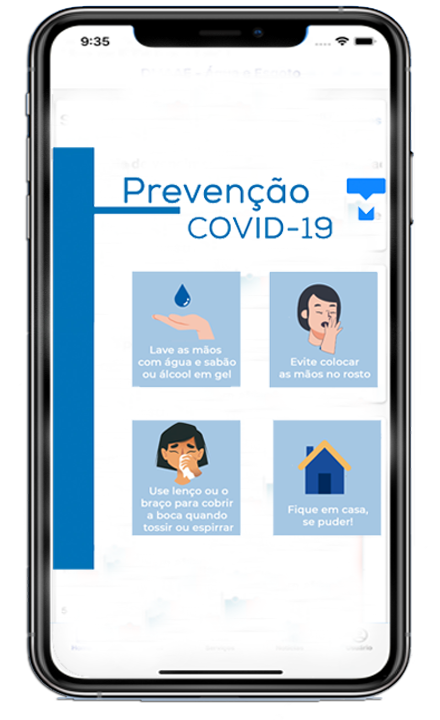 9:35
Prevenção
COVID-19
Lave as mãos
com água e sabão
ou álcool em gel
Evite colocar
as mãos no rosto
Use lenço ou o
braço para cobrir
a boca quando
tossir ou espirrar
Fique em casa,
se puder!